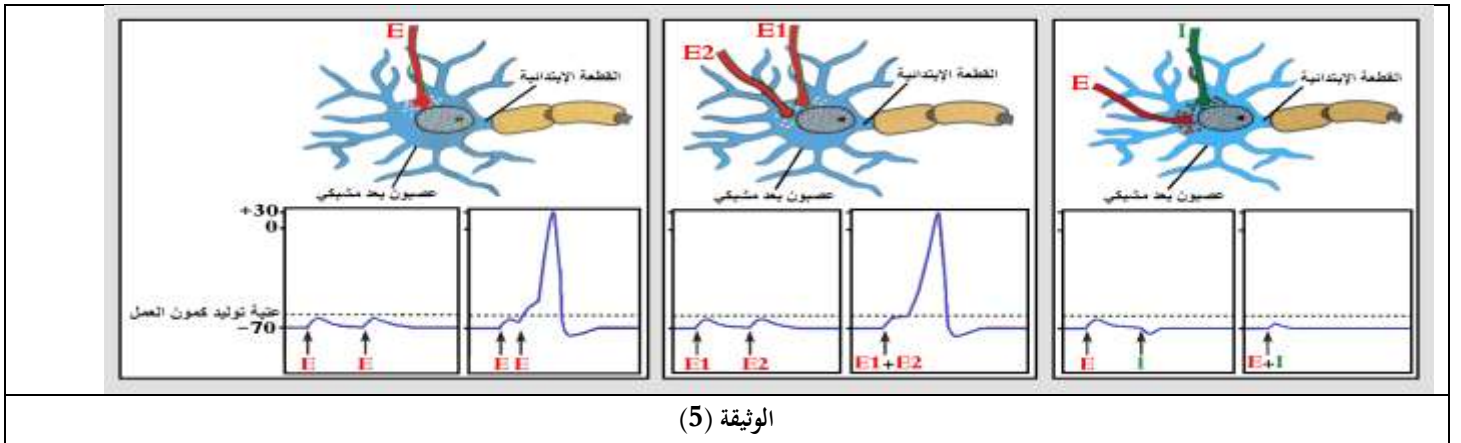 E
القطعة الإبتدائية
عصبون بعد مشبكي
+30
0
عتبة توليد كمون العمل
−70
E E
E E
E1
E2
القطعة الإبتدائية
عصبون بعد مشبكي
E1 E2
E1+E2
I
E
القطعة الإبتدائية
عصبون بعد مشبكي
E I
E+I
الوثيقة (5)